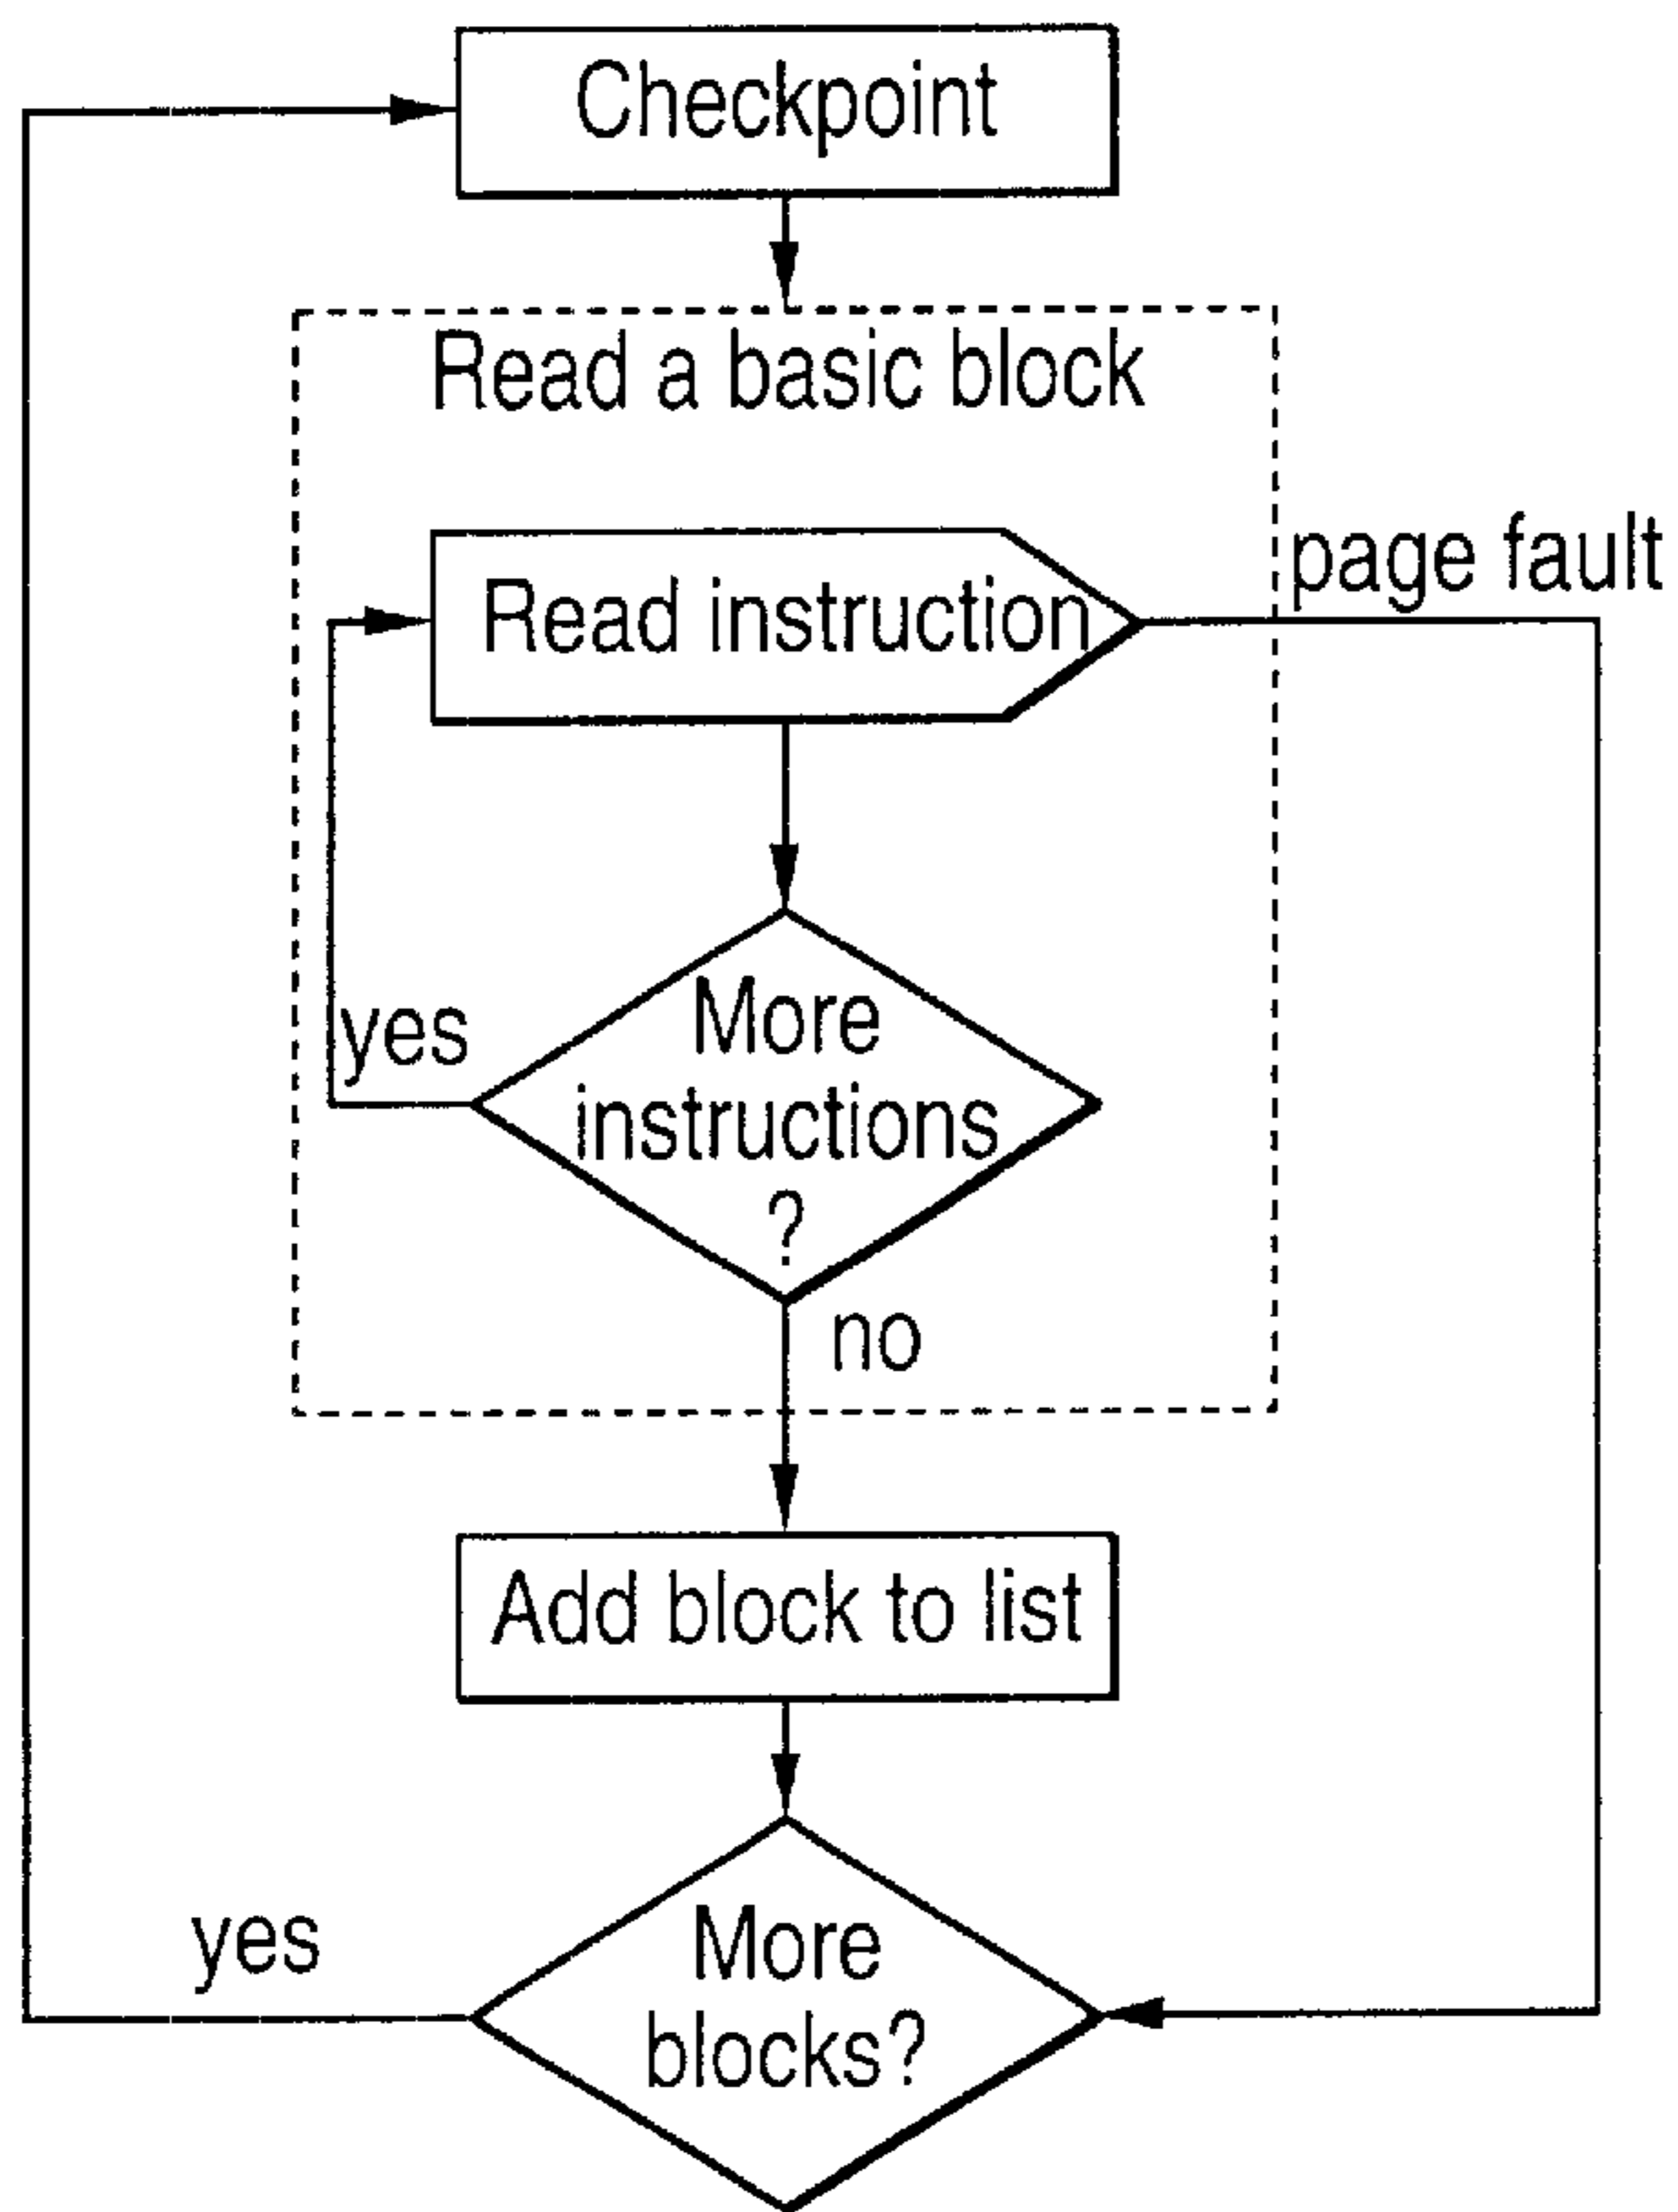 Checkpoint
Read a basic block
page fault
Read instruction
yes
More
instructions
?
no
Add block to list
yes
More
blocks?